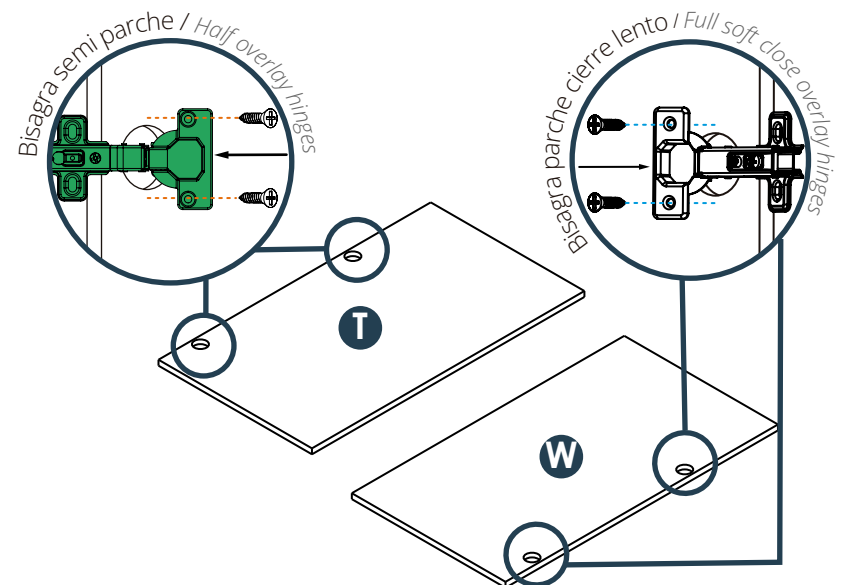 Bisagra semi parche / Half overlay hinges
Bisagra parche cierre lento / Full soft close overlay hinges
T
W